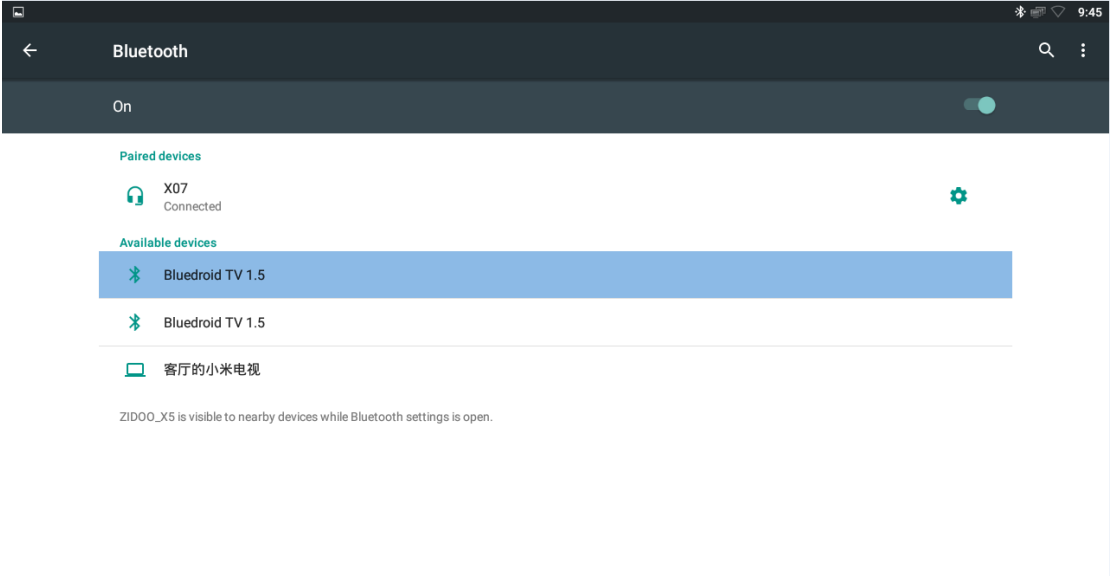 9:45
Bluetooth
On
Paired devices
X07
Connected
Available devices
Bluedroid TV 1.5
Bluedroid TV 1.5
客厅的小米电视
ZIDOO_X5 is visible to nearby devices while Bluetooth settings is open.